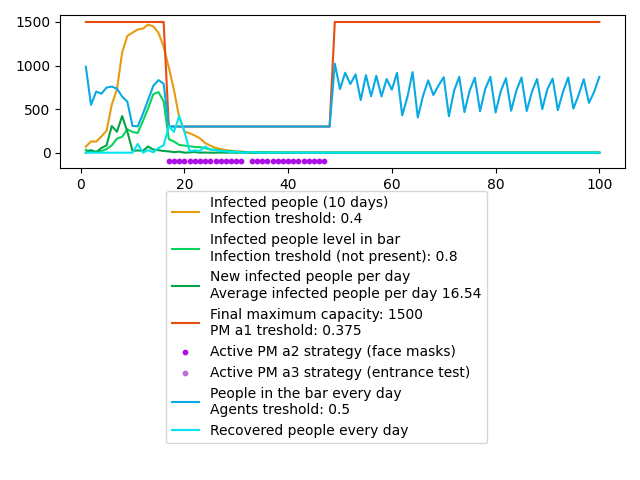 1500
1000
500
0
0 20 40 60 80 100
Infected people (10 days)
Infection treshold: 0.4
Infected people level in bar
Infection treshold (not present): 0.8
New infected people per day
Average infected people per day 16.54
Final maximum capacity: 1500
PM a1 treshold: 0.375
Active PM a2 strategy (face masks)
Active PM a3 strategy (entrance test)
People in the bar every day
Agents treshold: 0.5
Recovered people every day